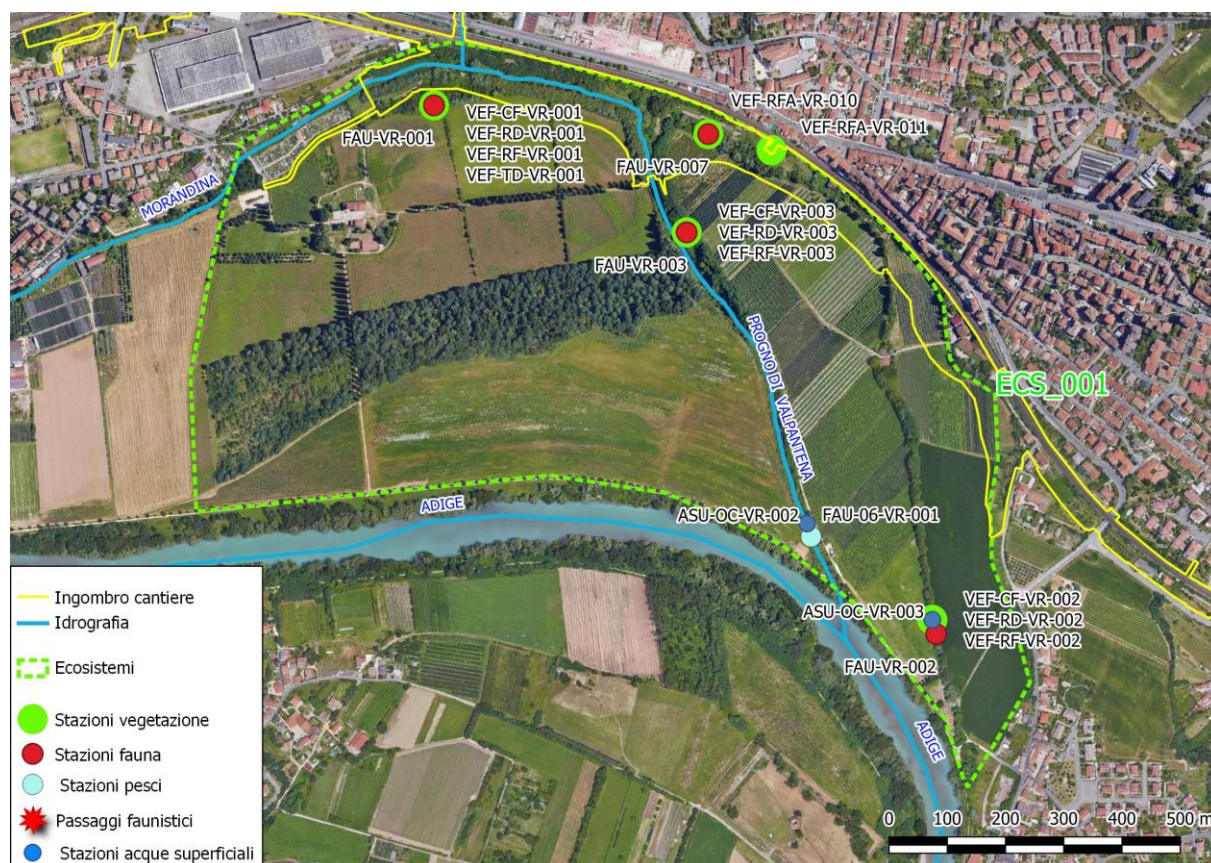 VEF-RFA-VR-010
VEF-RFA-VR-011
VEF-CF-VR-001
VEF-RD-VR-001
VEF-RF-VR-001
VEF-TD-VR-001
FAU-VR-001
FAU-VR-007
MORANDINA
VEF-CF-VR-003
VEF-RD-VR-003
VEF-RF-VR-003
FAU-VR-003
PROGNO DI VALPANTENA
ECS_001
ADIGE
ASU-OC-VR-002
FAU-06-VR-001
ASU-OC-VR-003
VEF-CF-VR-002
VEF-RD-VR-002
VEF-RF-VR-002
FAU-VR-002
ADIGE
Ingombro cantiere
Idrografia
Ecosistemi
Stazioni vegetazione
Stazioni fauna
Stazioni pesci
Passaggi faunistici
Stazioni acque superficiali
0 100 200 300 400 500 m